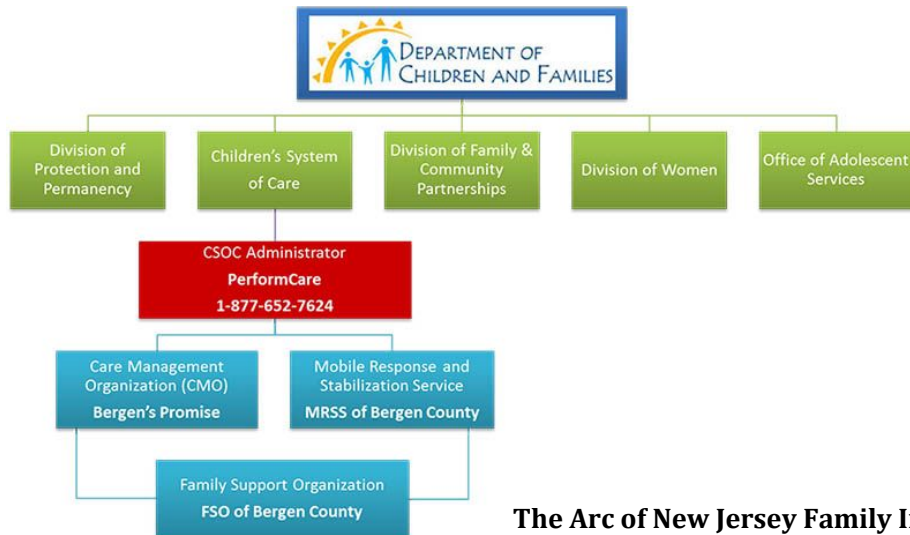 DEPARTMENT OF
CHILDREN AND FAMILIES
Division of
Protection and
Permanency
Children's System
of Care
Division of Family &
Community
Partnerships
Division of Women
Office of Adolescent
Services
CSOC Administrator
PerformCare
1-877-652-7624
Care Management
Organization (CMO)
Bergen's Promise
Mobile Response and
Stabilization Service
MRSS of Bergen County
Family Support Organization
FSO of Bergen County
The Arc of New Jersey Family